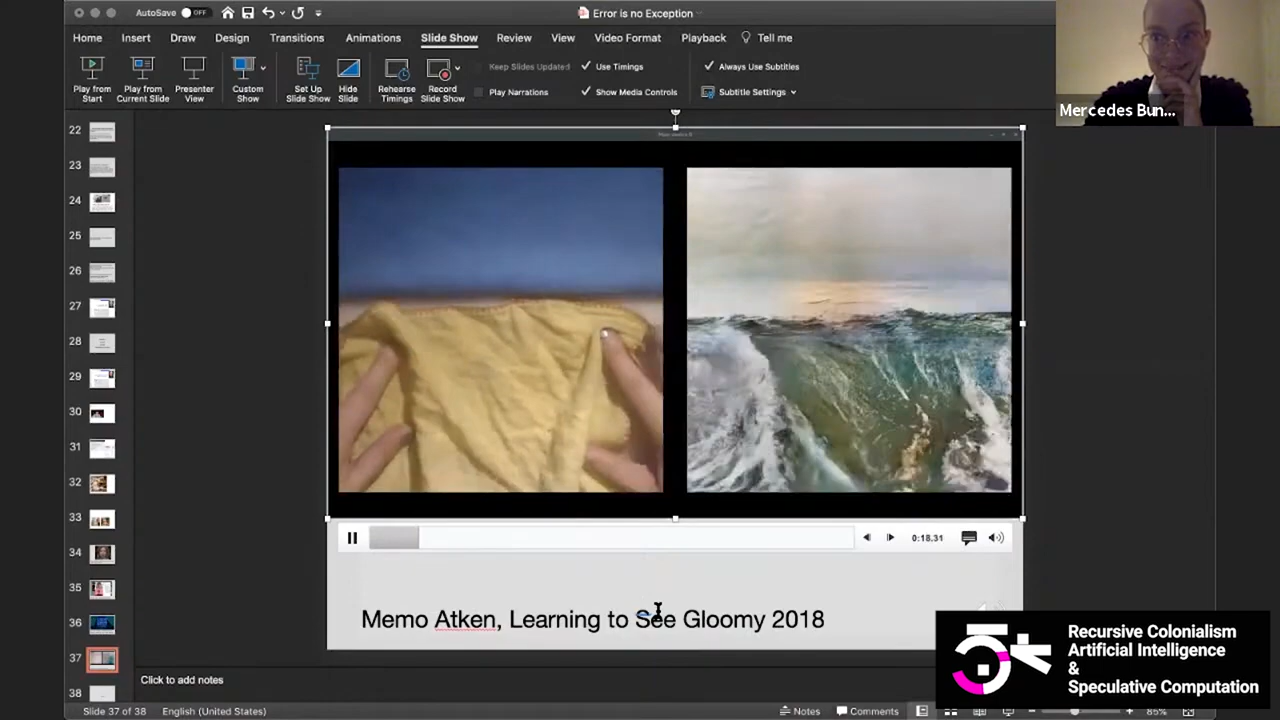 AutoSave OFF
Error is no Exception
Home Insert Draw Design Transitions Animations Slide Show Review View Video Format Playback Tell me
Play from Start
Play from Current Slide
Presenter View
Custom Show
Set Up Slide Show
Hide Slide
Rehearse Timings
Record Slide Show
Keep Slides Updated
Play Narrations
Use Timings
Show Media Controls
Always Use Subtitles
Subtitle Settings
Mercedes Bun...
22
23
24
25
26
27
28
29
30
31
32
33
34
35
36
37
38
0:18.31
Memo Atken, Learning to See Gloomy 2018
Click to add notes
Slide 37 of 38 English (United States)
Notes Comments
85%
Recursive Colonialism
Artificial Intelligence
&
Speculative Computation